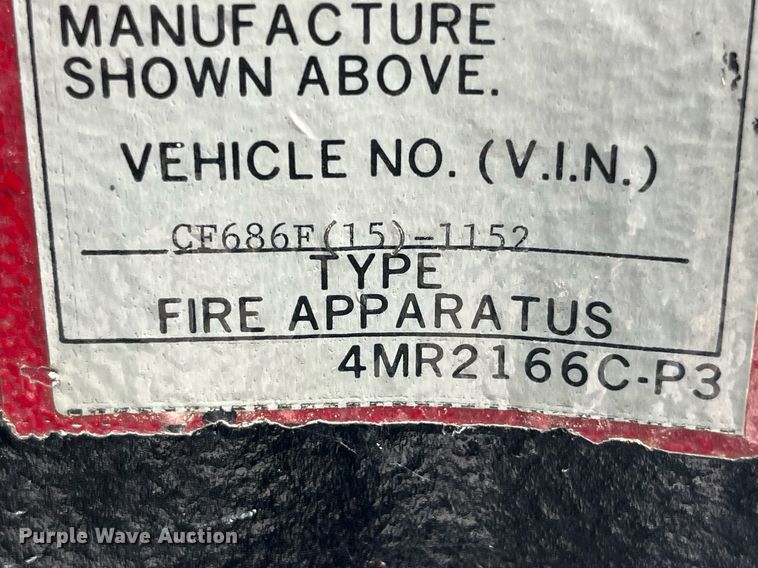 MANUFACTURE
SHOWN ABOVE.
VEHICLE NO. (V.I.N.)
CF686F(15)-1152
TYPE
FIRE APPARATUS
4MR2166C-P3
Purple Wave Auction